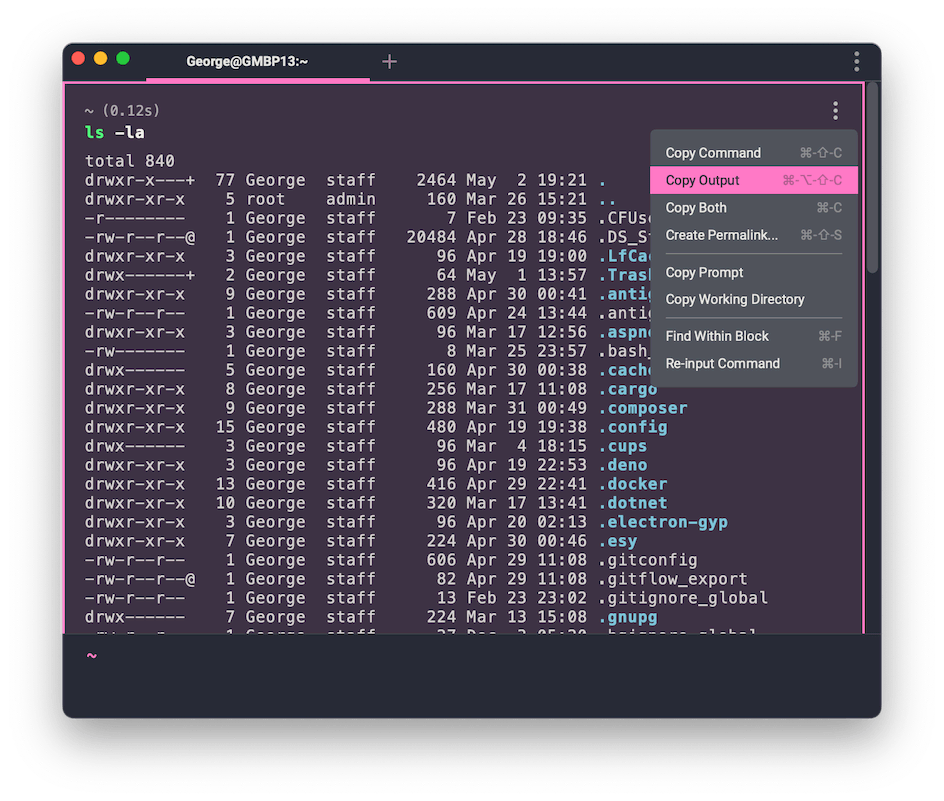 George@GMBP13:~
~ (0.12s)
ls -la
total 840
drwxr-x---+  77 George  staff    2464 May  2 19:21 .
drwxr-xr-x    5 root    admin     160 Mar 26 15:21 ..
-r--------    1 George  staff       7 Feb 23 09:35 .CFUse
-rw-r--r--@   1 George  staff   20484 Apr 28 18:46 .DS_S
drwxr-xr-x    3 George  staff      96 Apr 19 19:00 .LfCa
drwx------+   2 George  staff      64 May  1 13:57 .Tras
drwxr-xr-x    9 George  staff     288 Apr 30 00:41 .antig
-rw-r--r--    1 George  staff     609 Apr 24 13:44 .antig
drwxr-xr-x    3 George  staff      96 Mar 17 12:56 .aspne
-rw-------    1 George  staff       8 Mar 25 23:57 .bash_
drwx------    5 George  staff     160 Apr 30 00:38 .cache
drwxr-xr-x    8 George  staff     256 Mar 17 11:08 .cargo
drwxr-xr-x    9 George  staff     288 Mar 31 00:49 .composer
drwxr-xr-x   15 George  staff     480 Apr 19 19:38 .config
drwx------    3 George  staff      96 Mar  4 18:15 .cups
drwxr-xr-x    3 George  staff      96 Apr 19 22:53 .deno
drwxr-xr-x   13 George  staff     416 Apr 29 22:41 .docker
drwxr-xr-x   10 George  staff     320 Mar 17 13:41 .dotnet
drwxr-xr-x    3 George  staff      96 Apr 20 02:13 .electron-gyp
drwxr-xr-x    7 George  staff     224 Apr 30 00:46 .esy
-rw-r--r--    1 George  staff     606 Apr 29 11:08 .gitconfig
-rw-r--r--@   1 George  staff      82 Apr 29 11:08 .gitflow_export
-rw-r--r--    1 George  staff      13 Feb 23 23:02 .gitignore_global
drwx------    7 George  staff     224 Mar 13 15:08 .gnupg
~
Copy Command ⌘-⇧-C
Copy Output ⌘-⌥-⇧-C
Copy Both ⌘-C
Create Permalink... ⌘-⇧-S
Copy Prompt
Copy Working Directory
Find Within Block ⌘-F
Re-input Command ⌘-I